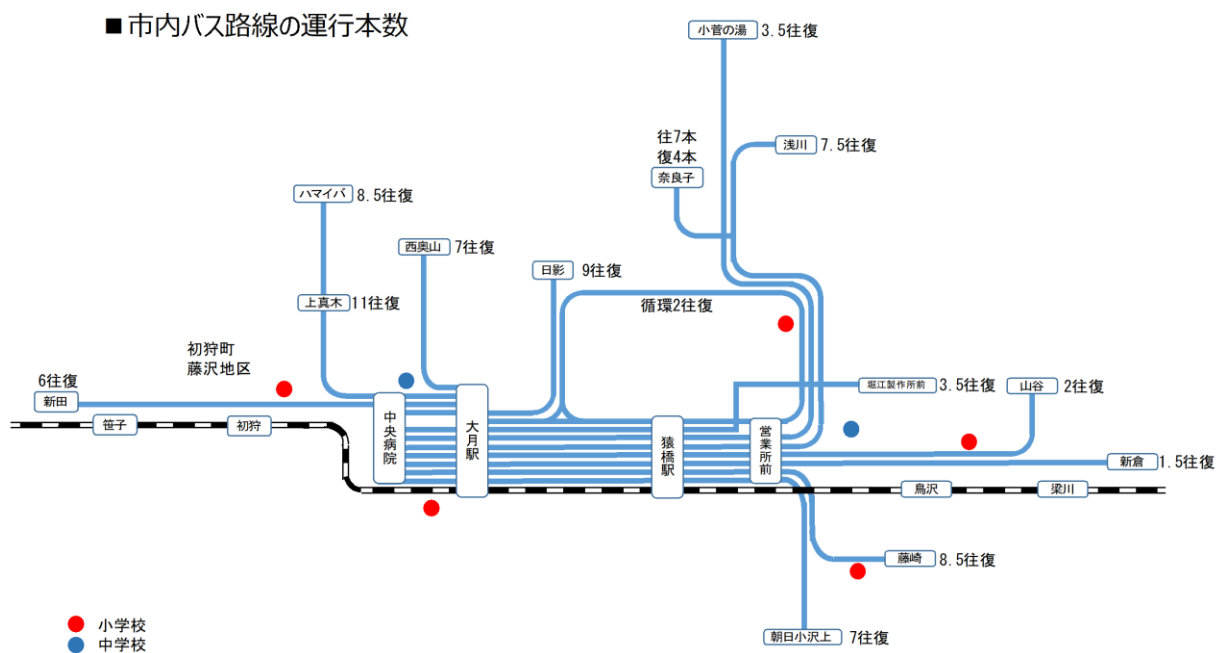 ■ 市内バス路線の運行本数
小菅の湯 3.5往復
往7本
復4本
奈良子
浅川 7.5往復
ハマイバ 8.5往復
西奥山 7往復
日影 9往復
上真木 11往復
循環2往復
初狩町
藤沢地区
6往復
新田
堀江製作所前 3.5往復
山谷 2往復
笹子
初狩
中央病院
大月駅
猿橋駅
営業所前
新倉 1.5往復
鳥沢
梁川
藤崎 8.5往復
朝日小沢上 7往復
小学校
中学校